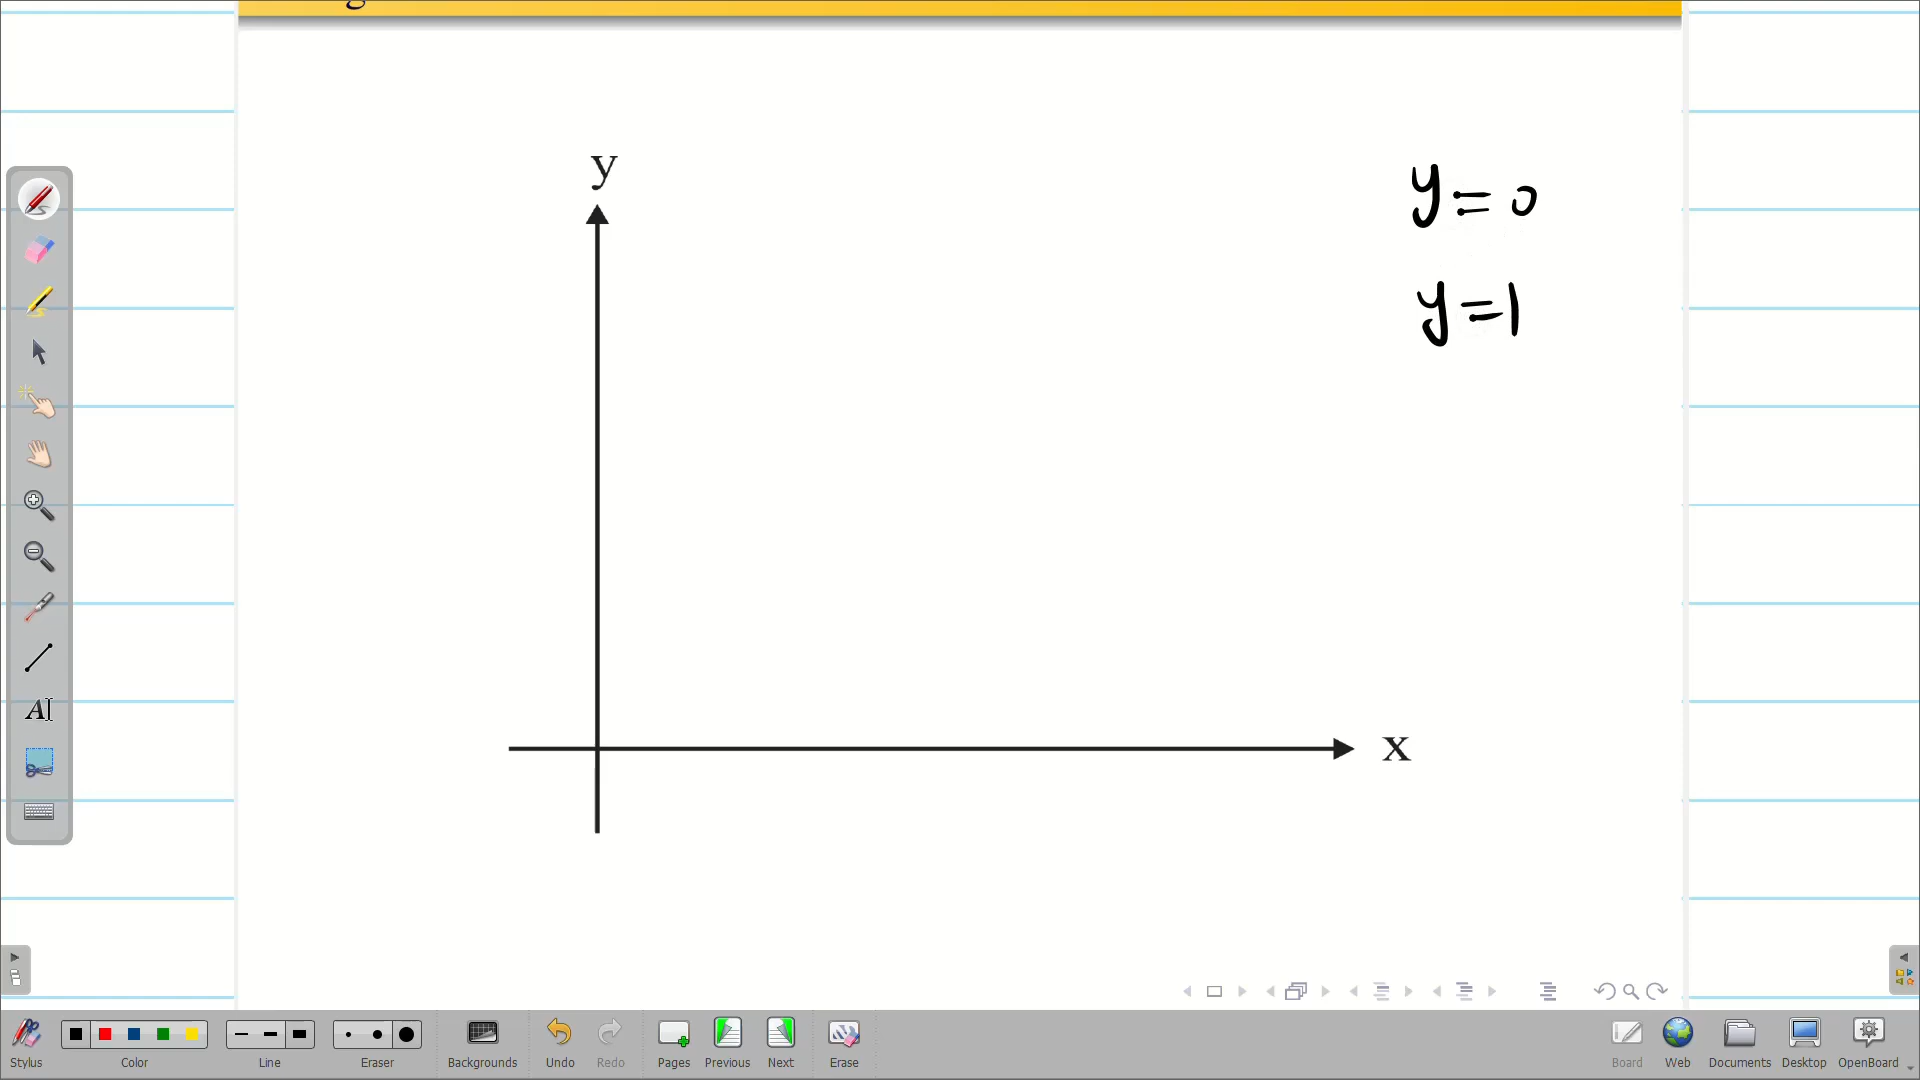 y
y = 0
y = 1
x
A
Stylus
Color
Line
Eraser
Backgrounds
Undo
Redo
Pages
Previous
Next
Erase
Board
Web
Documents
Desktop
OpenBoard